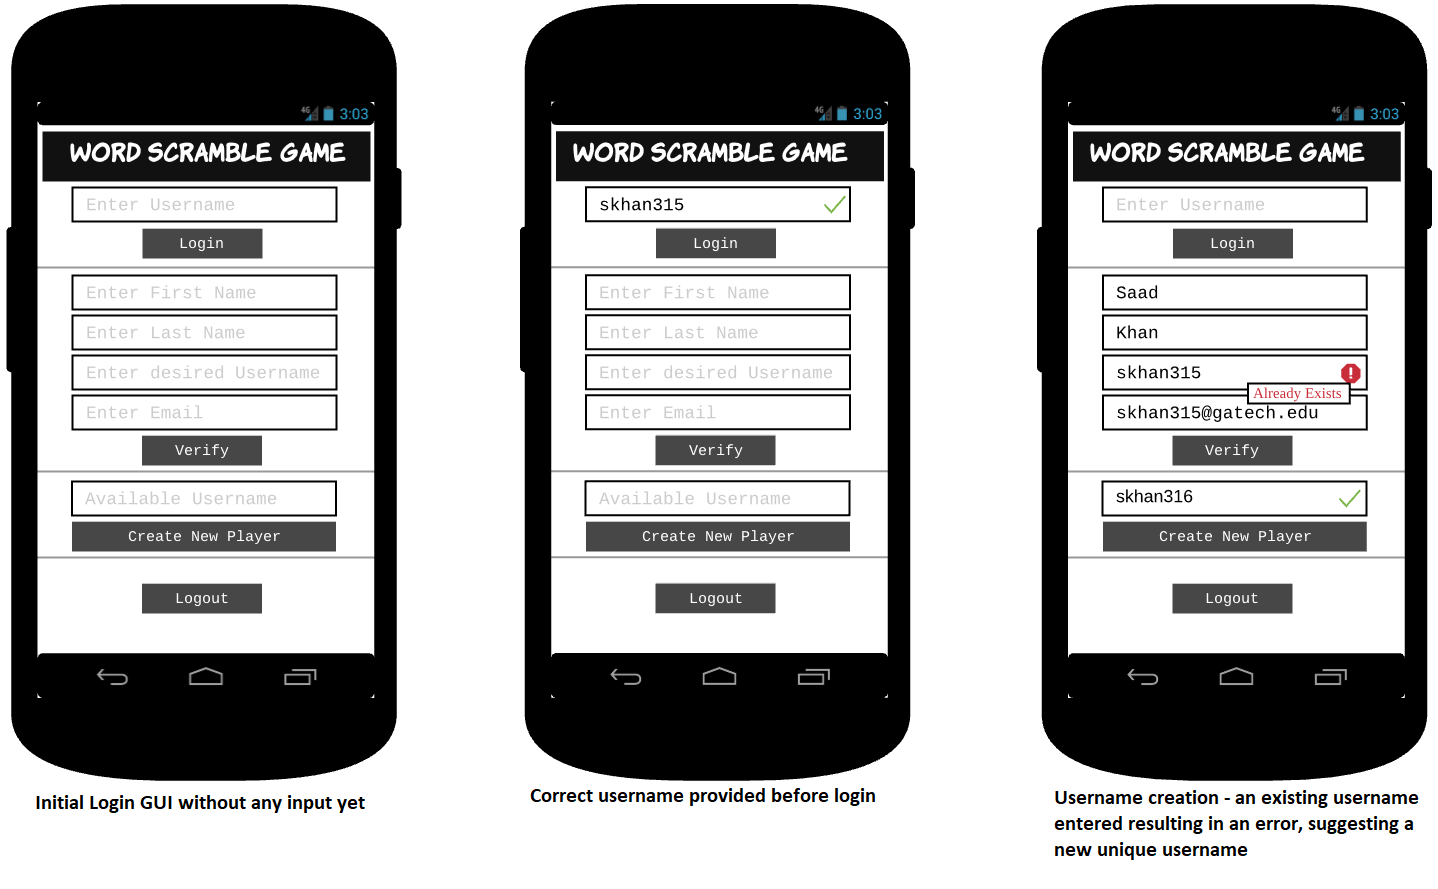 4G 3:03
WORD SCRAMBLE GAME
Enter Username
Login
Enter First Name
Enter Last Name
Enter desired Username
Enter Email
Verify
Available Username
Create New Player
Logout
Initial Login GUI without any input yet
4G 3:03
WORD SCRAMBLE GAME
skhan315
Login
Enter First Name
Enter Last Name
Enter desired Username
Enter Email
Verify
Available Username
Create New Player
Logout
Correct username provided before login
4G 3:03
WORD SCRAMBLE GAME
Enter Username
Login
Saad
Khan
skhan315
Already Exists
skhan315@gatech.edu
Verify
skhan316
Create New Player
Logout
Username creation - an existing username
entered resulting in an error, suggesting a
new unique username